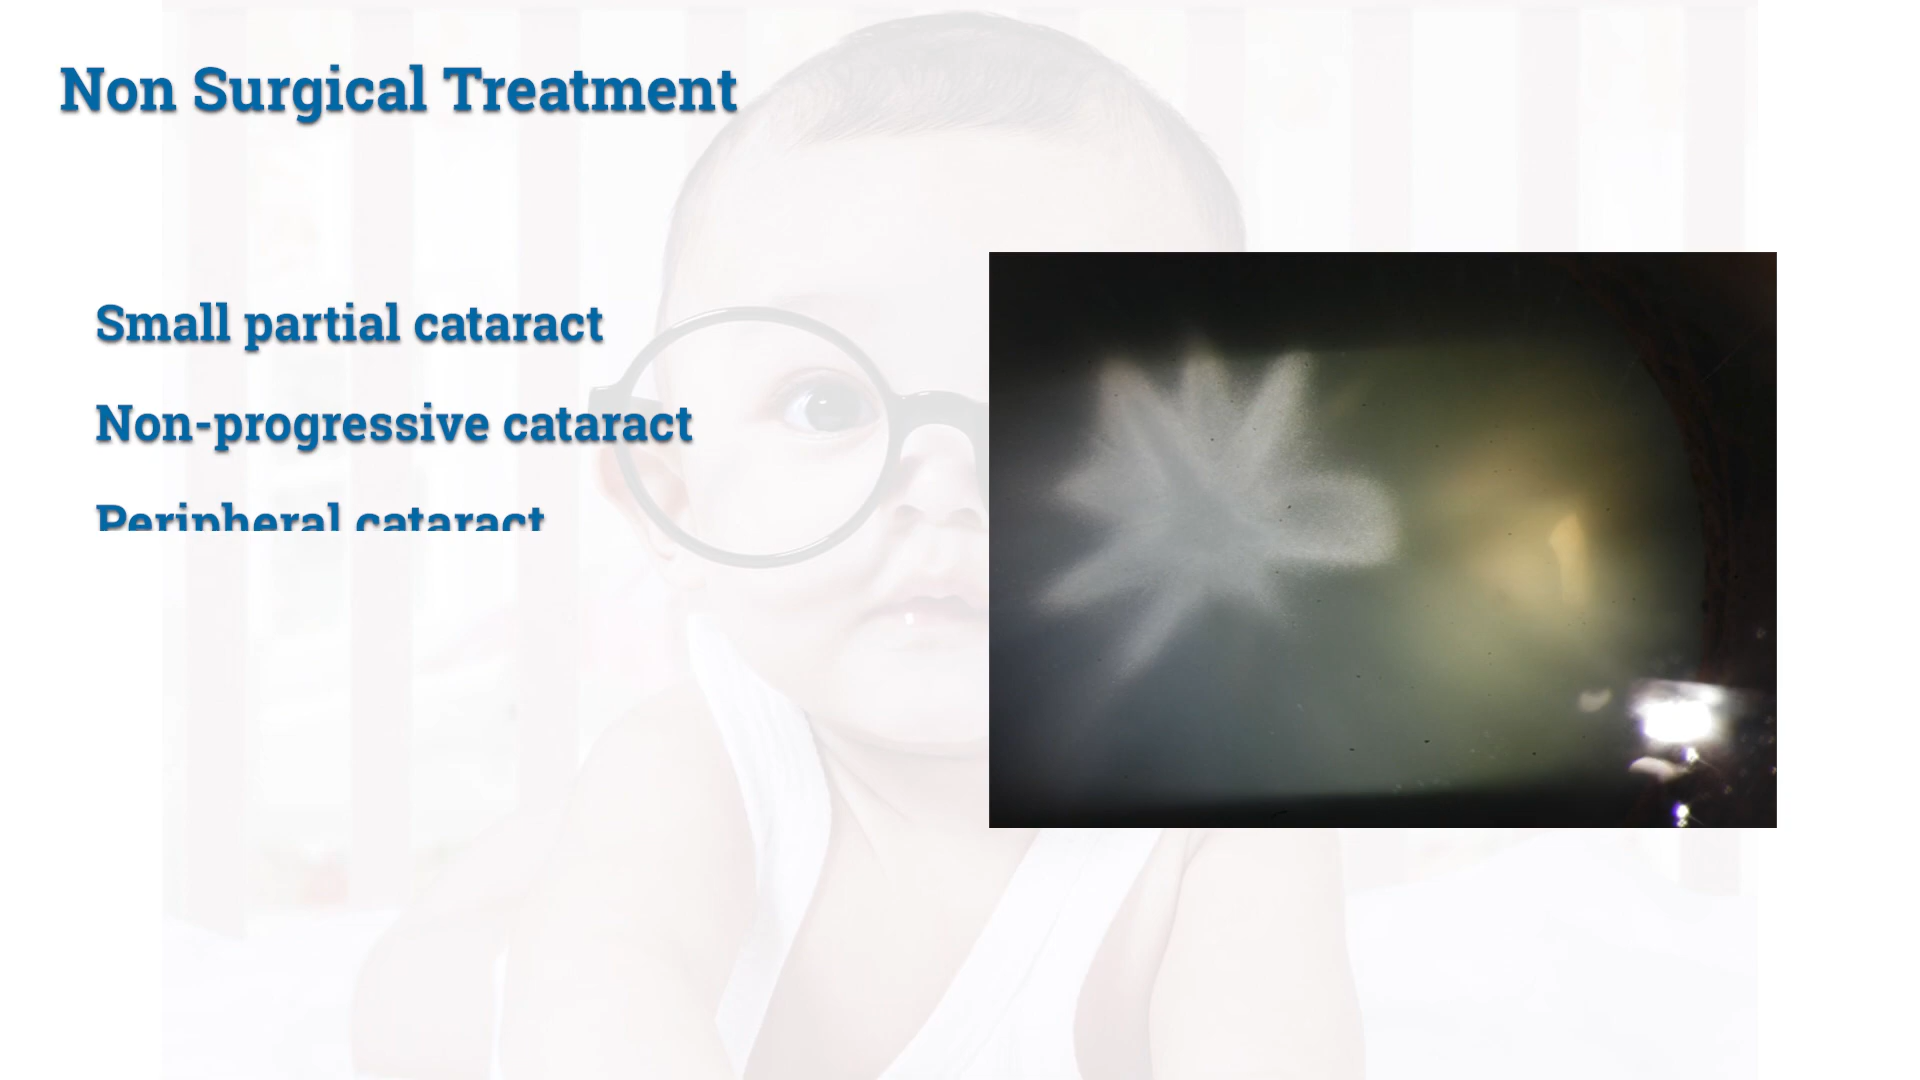 Non Surgical Treatment
Small partial cataract
Non-progressive cataract
Peripheral cataract